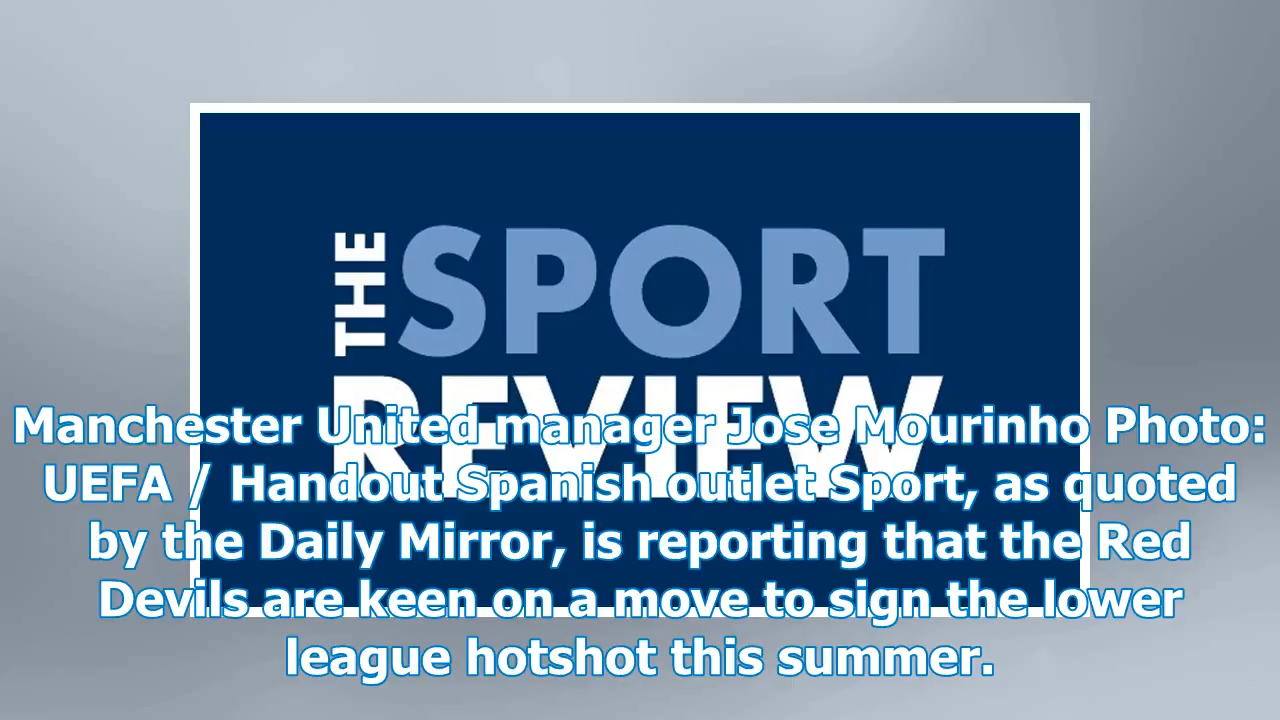 THE
SPORT
REVIEW
Manchester United manager Jose Mourinho Photo:
UEFA / Handout Spanish outlet Sport, as quoted
by the Daily Mirror, is reporting that the Red
Devils are keen on a move to sign the lower
league hotshot this summer.